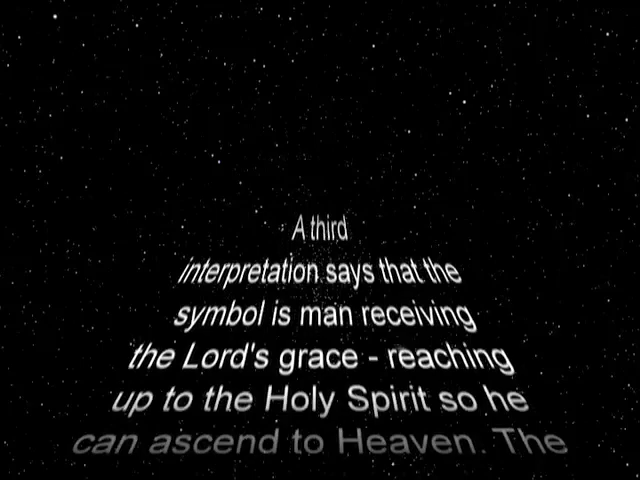 A third
interpretation says that the
symbol is man receiving
the Lord's grace - reaching
up to the Holy Spirit so he
can ascend to Heaven. The